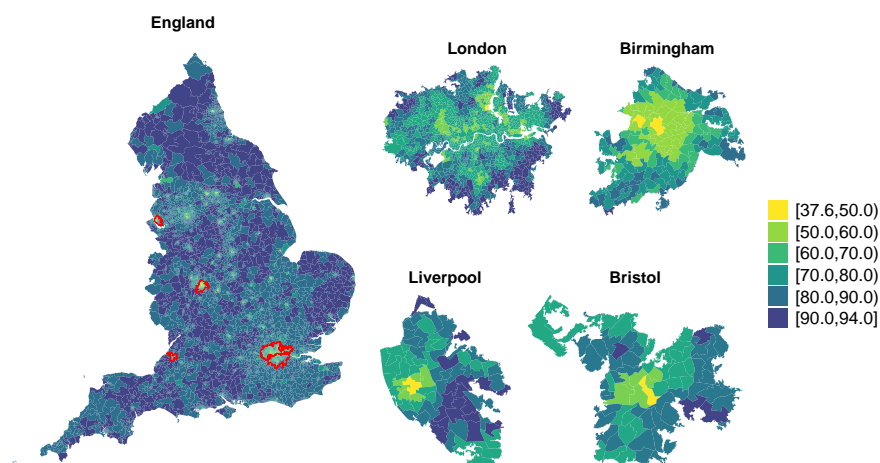 England
London
Birmingham
Liverpool
Bristol
[37.6,50.0)
[50.0,60.0)
[60.0,70.0)
[70.0,80.0)
[80.0,90.0)
[90.0,94.0]